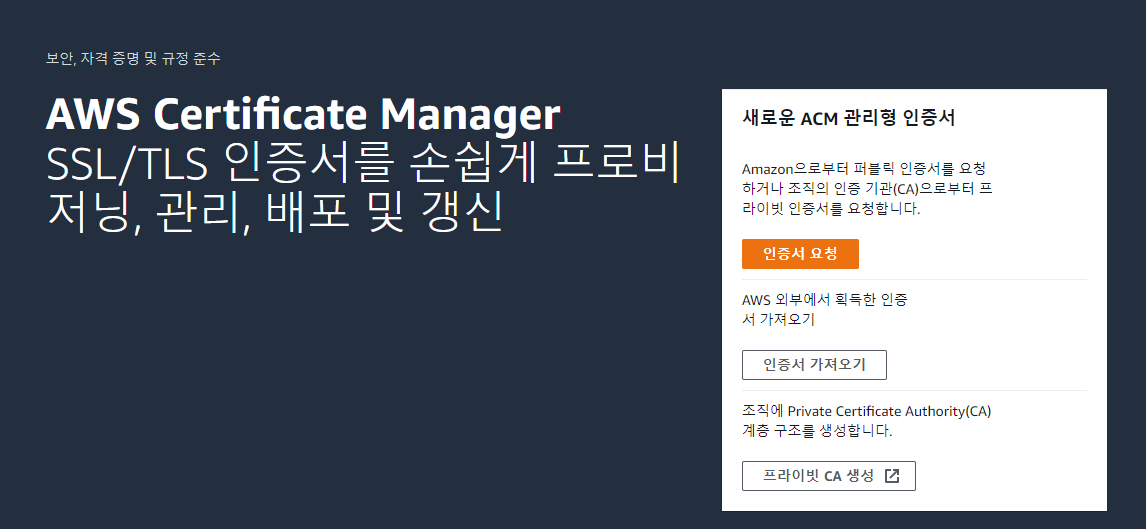 보안, 자격 증명 및 규정 준수
AWS Certificate Manager
SSL/TLS 인증서를 손쉽게 프로비
저닝, 관리, 배포 및 갱신
새로운 ACM 관리형 인증서
Amazon으로부터 퍼블릭 인증서를 요청
하거나 조직의 인증 기관(CA)으로부터 프
라이빗 인증서를 요청합니다.
인증서 요청
AWS 외부에서 획득한 인증
서 가져오기
인증서 가져오기
조직에 Private Certificate Authority(CA)
계층 구조를 생성합니다.
프라이빗 CA 생성